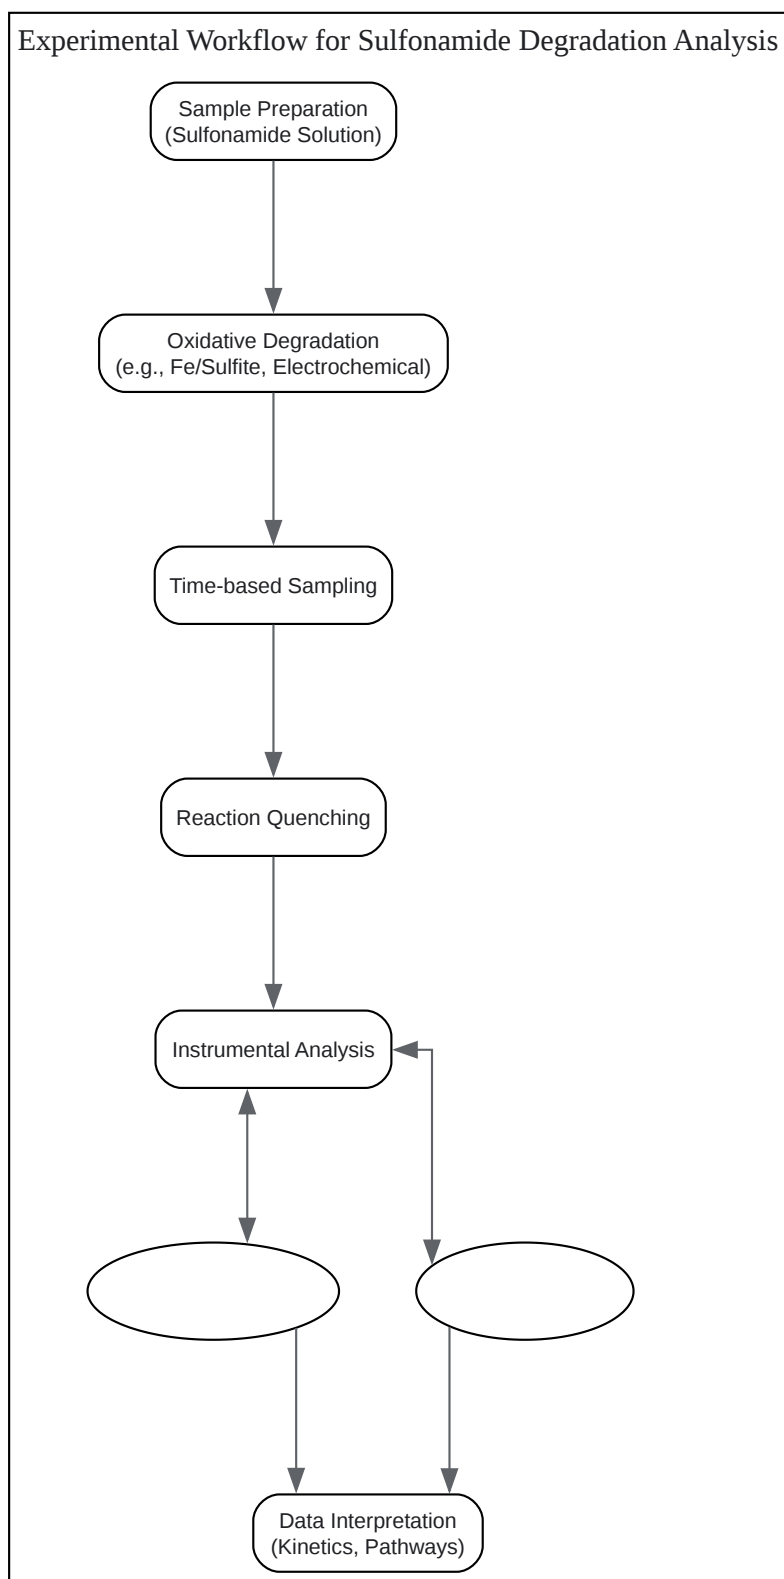 Experimental Workflow for Sulfonamide Degradation Analysis
Sample Preparation
(Sulfonamide Solution)
Oxidative Degradation
(e.g., Fe/Sulfite, Electrochemical)
Time-based Sampling
Reaction Quenching
Instrumental Analysis
Data Interpretation
(Kinetics, Pathways)